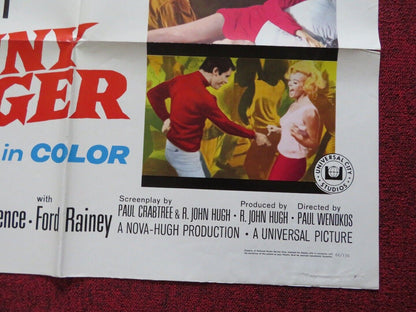 NY
GER
in COLOR
with
ence • Ford Rainey
Screenplay by
PAUL CRABTREE & R. JOHN HUGH •
Produced by
R. JOHN HUGH •
Directed by
PAUL WENDKOS
A NOVA-HUGH PRODUCTION • A UNIVERSAL PICTURE
UNIVERSAL CITY STUDIOS